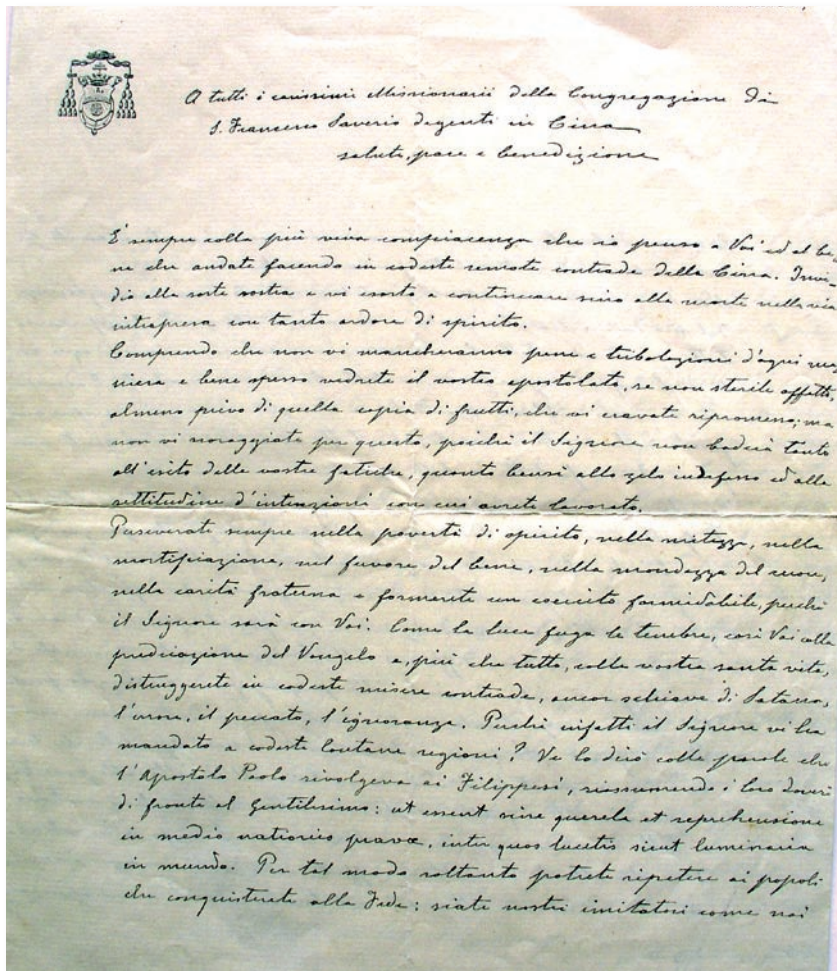 A tutti i carissimi Missionarii della Congregazione di
S. Francesco Saverio degenti in Cina
salute, pace e benedizione
È sempre colla più viva compiacenza che io penso a Voi ed al be-
ne che andate facendo in codeste remote contrade della Cina. Invi-
dio alla sorte vostra e vi esorto a continuare sino alla morte nella via
intrapresa con tanto ardore di spirito.
Comprendo che non vi mancheranno pene e tribolazioni d'ogni ma
niera e bene spesso vedrete il vostro apostolato, se non sterile affatto,
almeno privo di quella copia di frutti, che vi eravate ripromessi; ma
non vi scoraggiate per questo, poichè il Signore non baderà tanto
all'esito delle vostre fatiche, quanto bensì allo zelo indefesso ed alla
rettitudine d'intenzioni con cui avrete lavorato.
Perseverate sempre nella povertà di spirito, nella mitezza, nella
mortificazione, nel fervore del bene, nella mondezza del cuore,
nella carità fraterna e formerete un esercito formidabile, perchè
il Signore sarà con Voi. Come la luce fuga le tenebre, così Voi colla
predicazione del Vangelo e, più che tutto, colla vostra santa vita,
distruggerete in codeste misere contrade, ancor schiave di Satana,
l'errore, il peccato, l'ignoranza. Perchè infatti il Signore vi ha
mandato a codeste lontane regioni? Ve lo dirò colle parole che
l'Apostolo Paolo rivolgeva ai Filippesi, riassumendo i loro doveri
di fronte al gentilesimo: ut essent sine querela et reprehensione
in medio nationis pravæ, inter quos lucetis sicut luminaria
in mundo. Per tal modo soltanto potrete ripetere ai popoli
che conquisterete alla Fede: siate nostri imitatori come noi